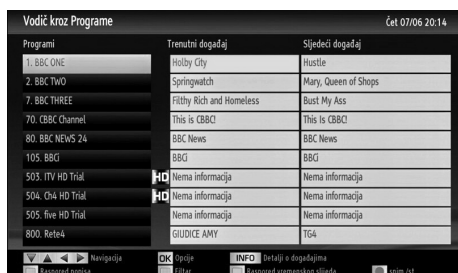 Vodič kroz Programe Čet 07/06 20:14
Programi Trenutni događaj Sljedeći događaj
1. BBC ONE Holby City Hustle
2. BBC TWO Springwatch Mary, Queen of Shops
7. BBC THREE Filthy Rich and Homeless Bust My Ass
70. CBBC Channel This is CBBC! This Is CBBC!
80. BBC NEWS 24 BBC News BBC News
105. BBCi BBCi BBCi
503. ITV HD Trial HD Nema informacija Nema informacija
504. Ch4 HD Trial HD Nema informacija Nema informacija
505. five HD Trial Nema informacija Nema informacija
800. Rete4 GIUDICE AMY TG4
Navigacija OK Opcije INFO Detalji o događajima
Raspored popisa Filtar Raspored vremenskog slijeda snim./st